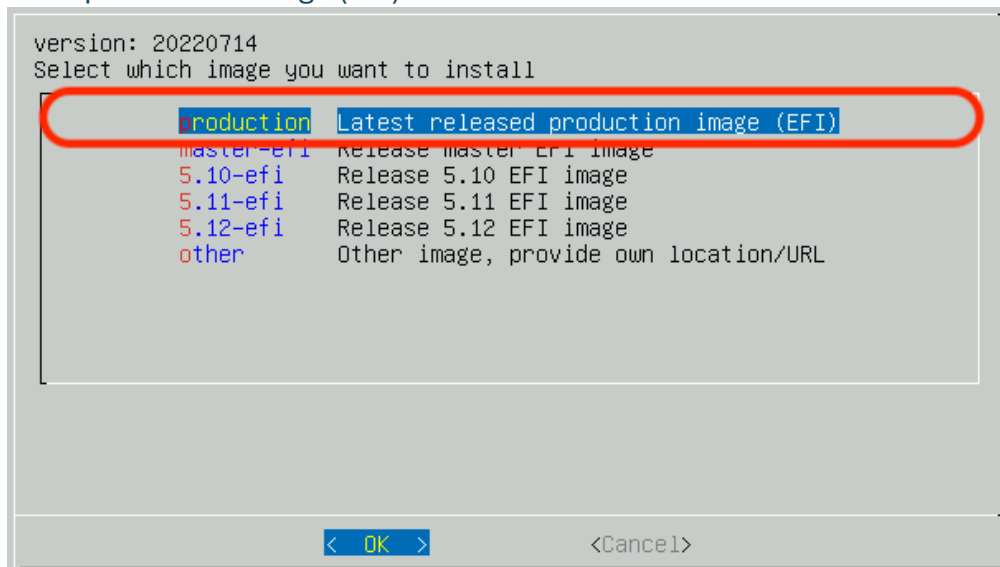 version: 20220714
Select which image you want to install
production Latest released production image (EFI)
master-efi Release master EFI image
5.10-efi Release 5.10 EFI image
5.11-efi Release 5.11 EFI image
5.12-efi Release 5.12 EFI image
other Other image, provide own location/URL
< OK > <Cancel>